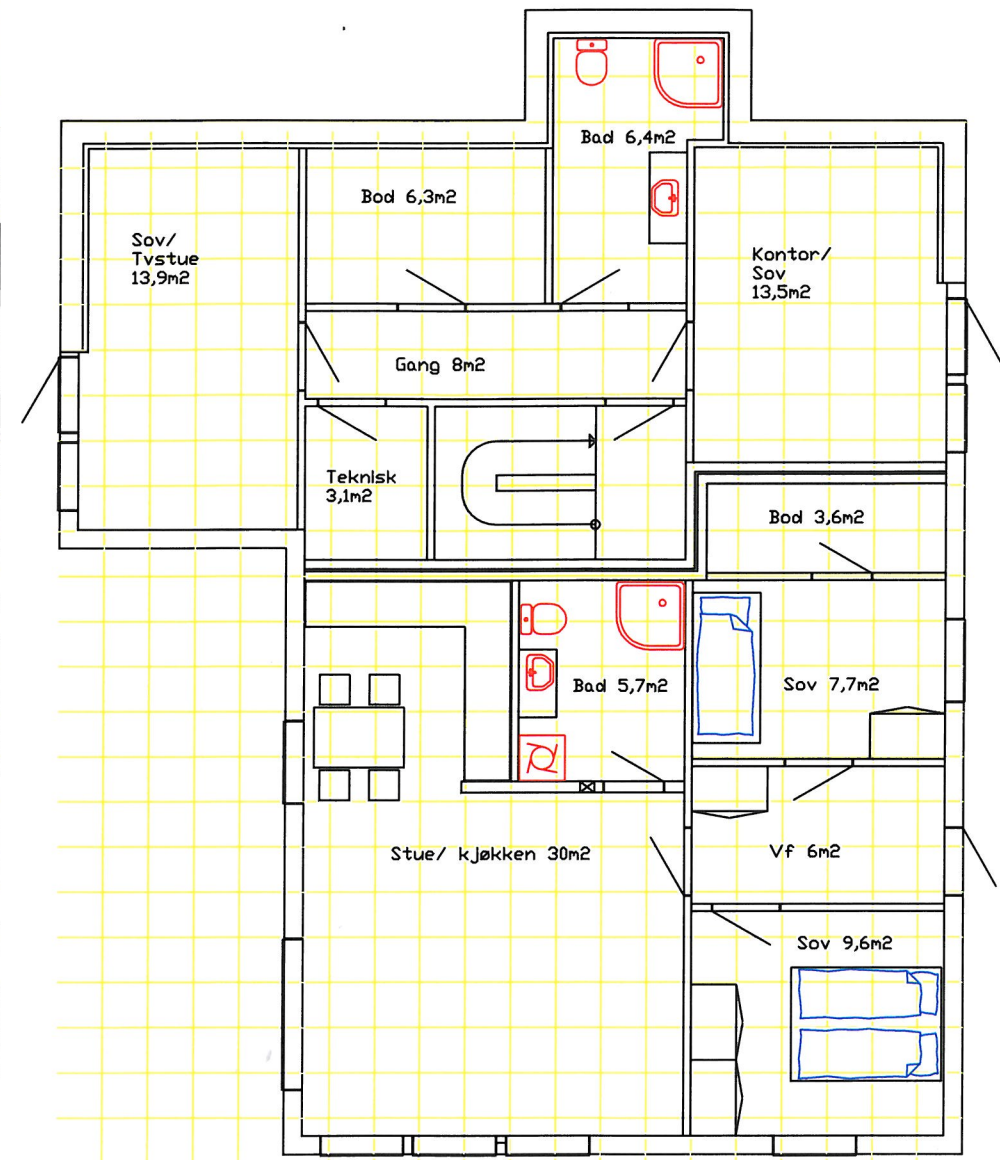 Bad 6,4m2
Bod 6,3m2
Sov/
Tvstue
13,9m2
Kontor/
Sov
13,5m2
Gang 8m2
Teknisk
3,1m2
Bod 3,6m2
Bad 5,7m2
Sov 7,7m2
Stue/ kjøkken 30m2
Vf 6m2
Sov 9,6m2